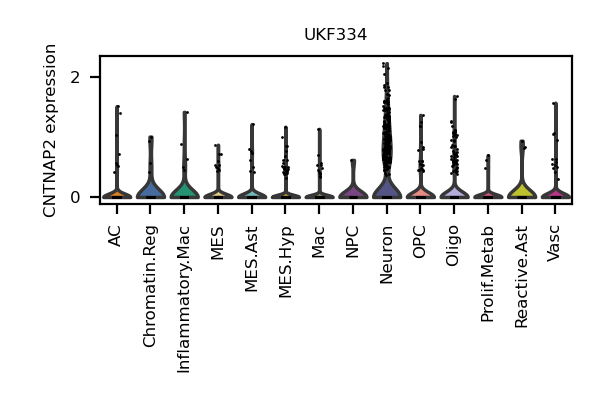 UKF334
CNTNAP2 expression
2
0
AC
Chromatin.Reg
Inflammatory.Mac
MES
MES.Ast
MES.Hyp
Mac
NPC
Neuron
OPC
Oligo
Prolif.Metab
Reactive.Ast
Vasc